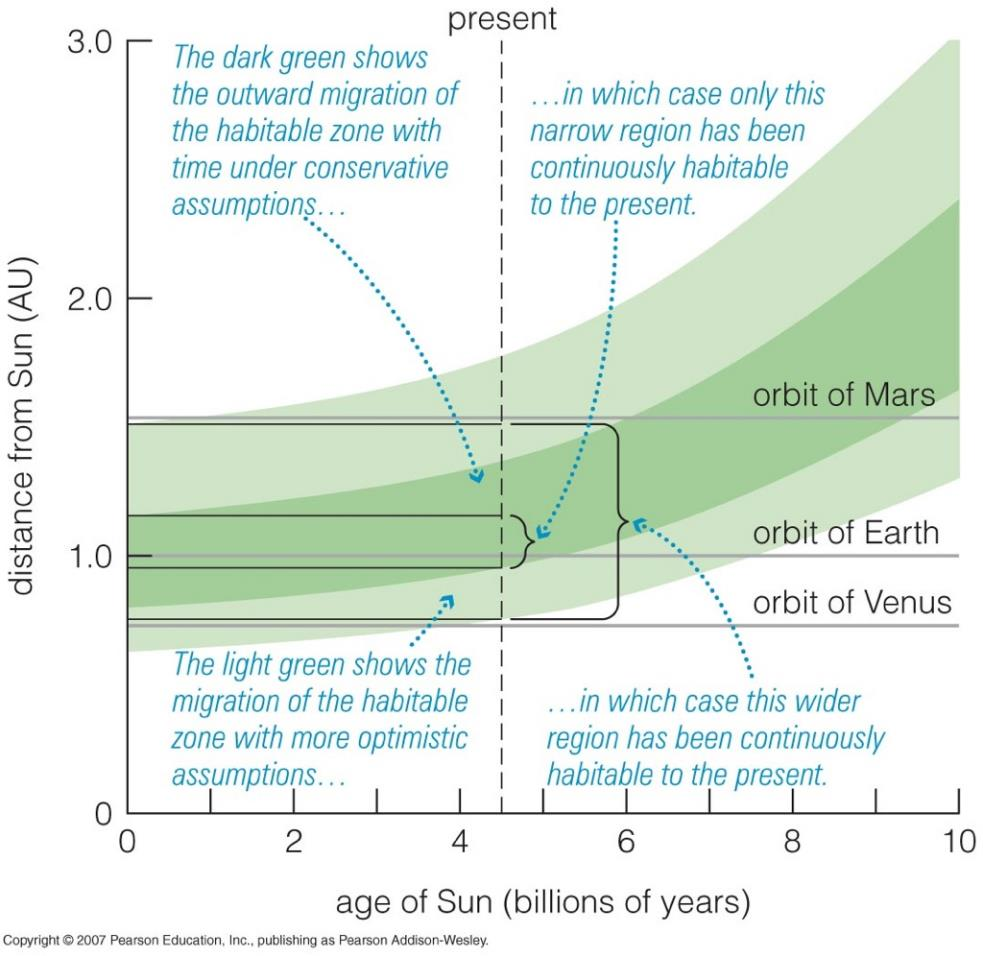 present
3.0
The dark green shows
the outward migration of
the habitable zone with
time under conservative
assumptions...
...in which case only this
narrow region has been
continuously habitable
to the present.
distance from Sun (AU)
2.0
orbit of Mars
1.0
orbit of Earth
orbit of Venus
The light green shows the
migration of the habitable
zone with more optimistic
assumptions...
...in which case this wider
region has been continuously
habitable to the present.
0
0 2 4 6 8 10
age of Sun (billions of years)
Copyright © 2007 Pearson Education, Inc., publishing as Pearson Addison-Wesley.